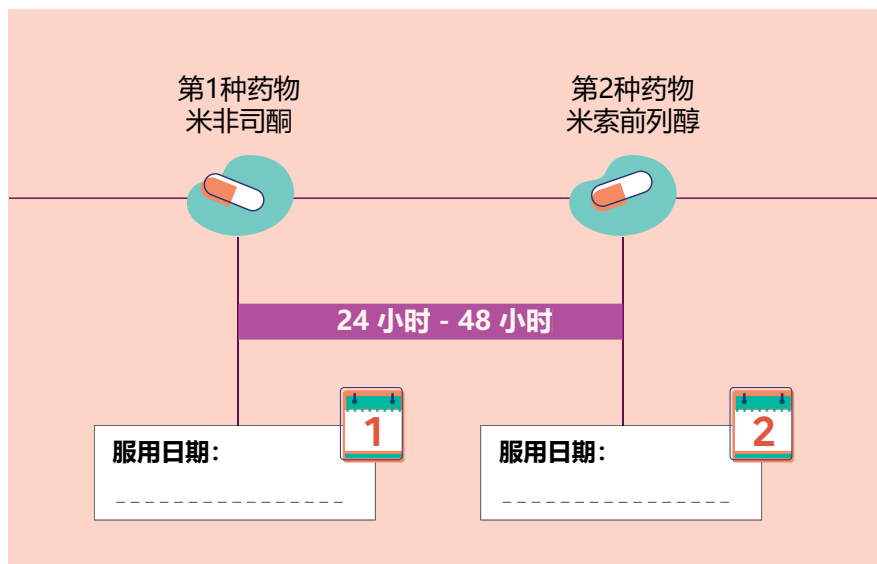 第1种药物
米非司酮
第2种药物
米索前列醇
24 小时 - 48 小时
1
服用日期：
2
服用日期：